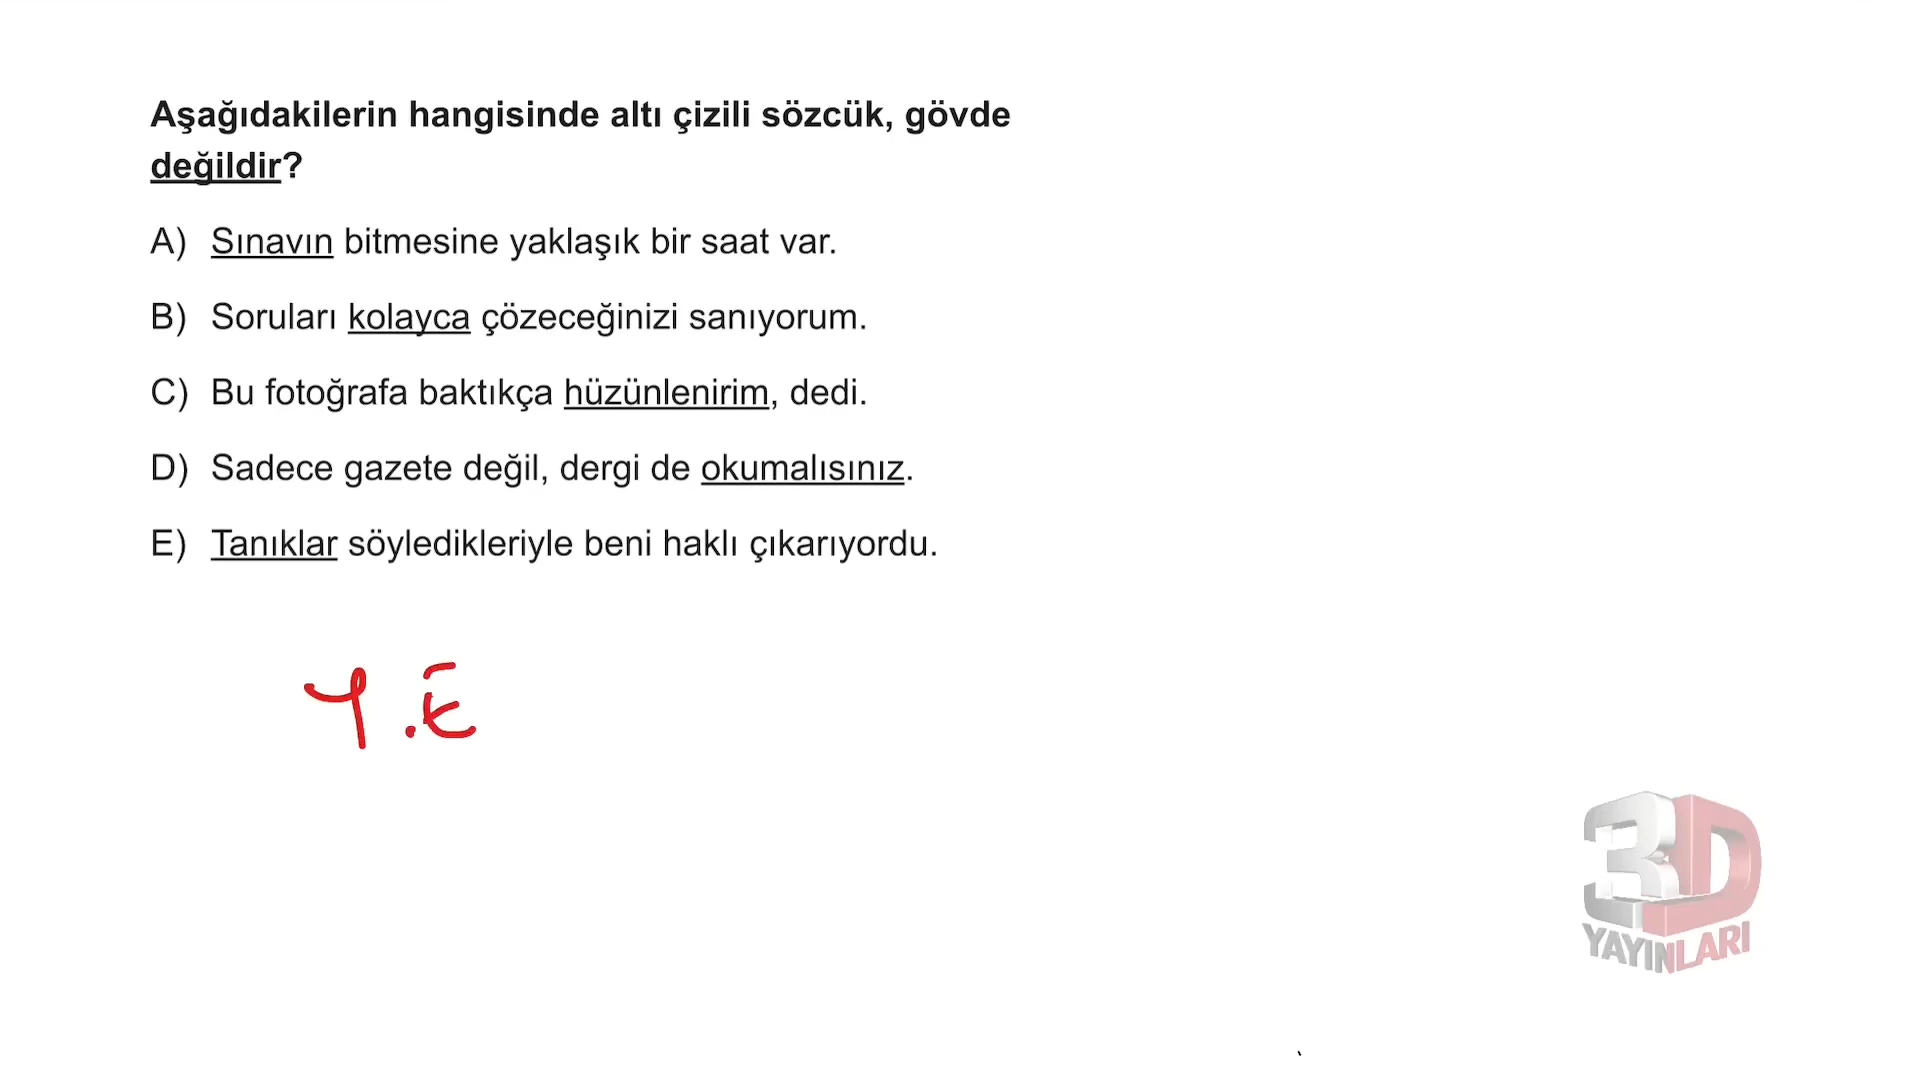 Aşağıdakilerin hangisinde altı çizili sözcük, gövde
değildir?
A) Sınavın bitmesine yaklaşık bir saat var.
B) Soruları kolayca çözeceğinizi sanıyorum.
C) Bu fotoğrafa baktıkça hüzünlenirim, dedi.
D) Sadece gazete değil, dergi de okumalısınız.
E) Tanıklar söyledikleriyle beni haklı çıkarıyordu.
Y.E
3D
YAYINLARI